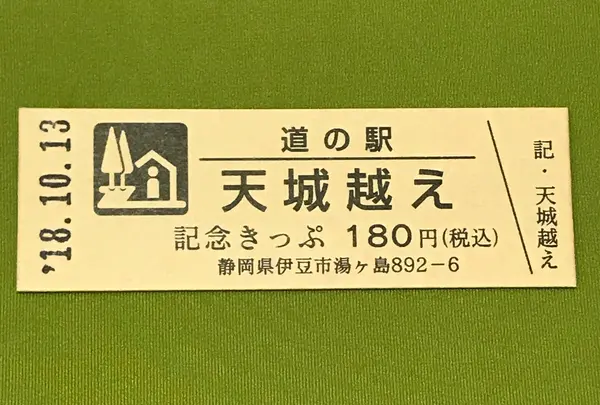 '18.10.13
道の駅
天城越え
記念きっぷ 180円(税込)
静岡県伊豆市湯ヶ島892-6
記・天城越え